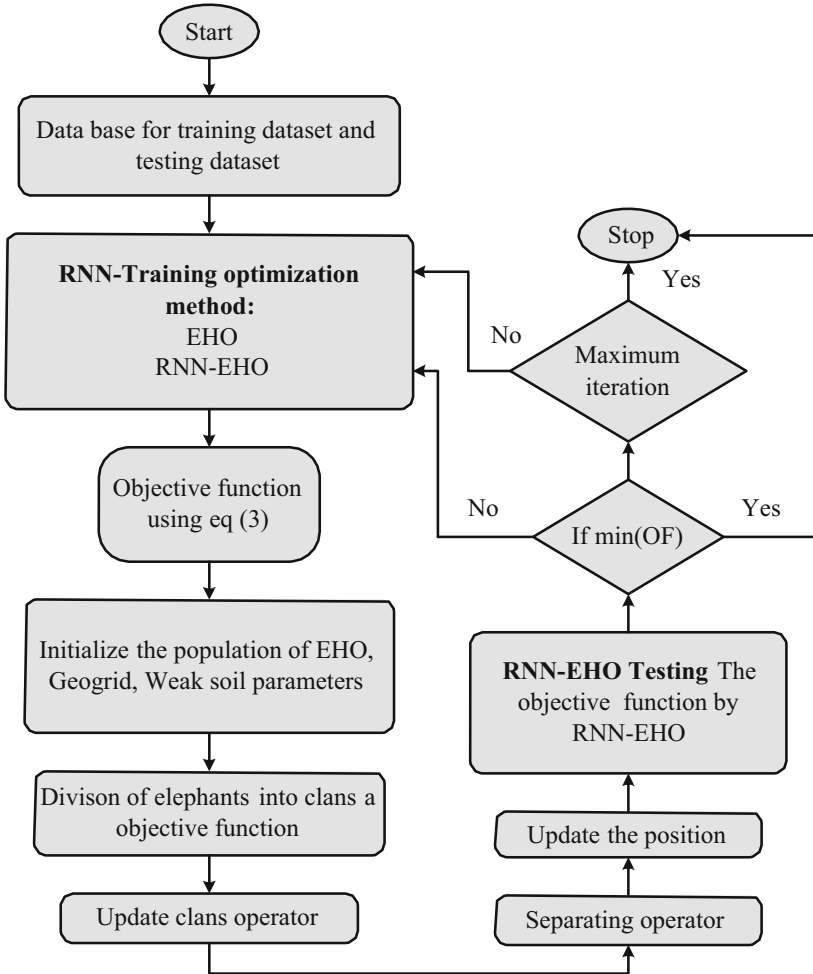 Start
Data base for training dataset and
testing dataset
RNN-Training optimization
method:
EHO
RNN-EHO
Objective function
using eq (3)
Initialize the population of EHO,
Geogrid, Weak soil parameters
Divison of elephants into clans a
objective function
Update clans operator
Separating operator
Update the position
RNN-EHO Testing The
objective function by
RNN-EHO
If min(OF)
No
Yes
Maximum
iteration
No
Yes
Stop